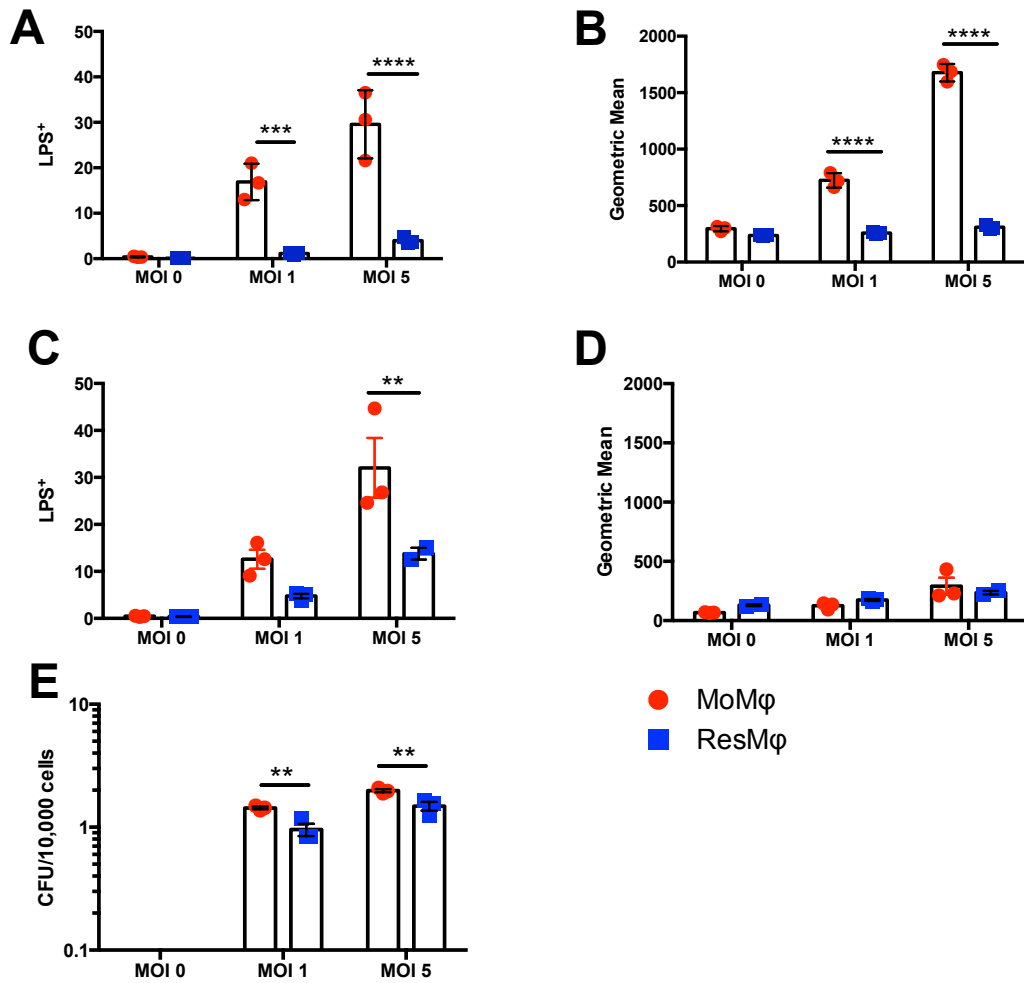 A
LPS⁺
50
40
30
20
10
0
***
****
MOI 0
MOI 1
MOI 5
B
Geometric Mean
2000
1500
1000
500
0
****
****
MOI 0
MOI 1
MOI 5
C
LPS⁺
50
40
30
20
10
0
**
MOI 0
MOI 1
MOI 5
D
Geometric Mean
2000
1500
1000
500
0
MOI 0
MOI 1
MOI 5
MoMφ
ResMφ
E
CFU/10,000 cells
10
1
0.1
**
**
MOI 0
MOI 1
MOI 5